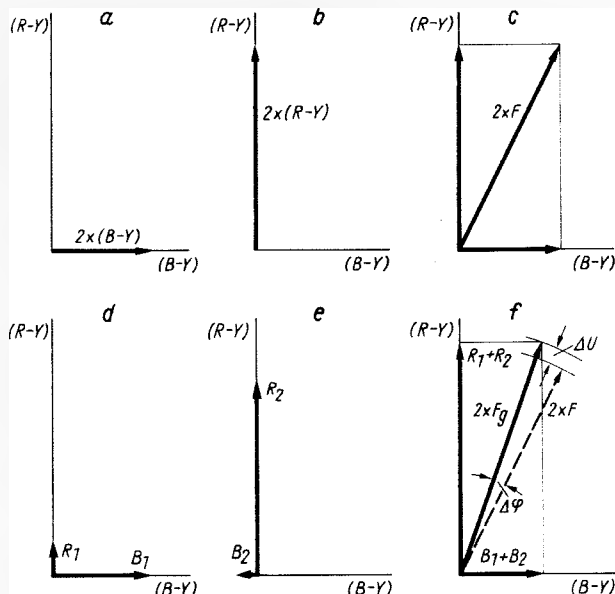 a
(R-Y)
2x(B-Y)
(B-Y)
b
(R-Y)
2x(R-Y)
(B-Y)
c
(R-Y)
2xF
(B-Y)
d
(R-Y)
R1
B1
(B-Y)
e
(R-Y)
R2
B2
(B-Y)
f
(R-Y)
R1+R2
ΔU
2xFg
2xF
Δφ
B1+B2
(B-Y)